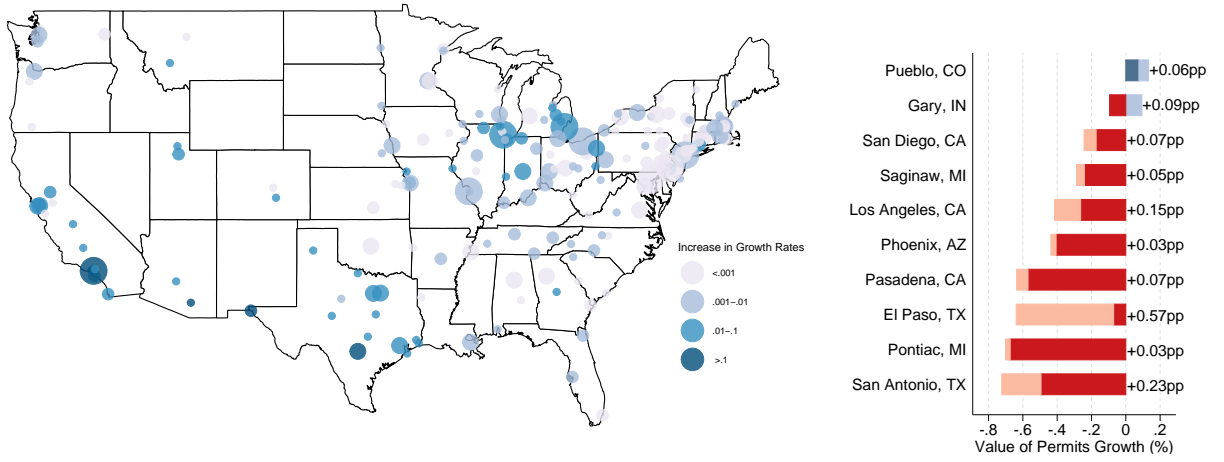 Increase in Growth Rates
<.001
.001–.01
.01–.1
>.1
Pueblo, CO +0.06pp
Gary, IN +0.09pp
San Diego, CA +0.07pp
Saginaw, MI +0.05pp
Los Angeles, CA +0.15pp
Phoenix, AZ +0.03pp
Pasadena, CA +0.07pp
El Paso, TX +0.57pp
Pontiac, MI +0.03pp
San Antonio, TX +0.23pp
-.8 -.6 -.4 -.2 0 .2
Value of Permits Growth (%)